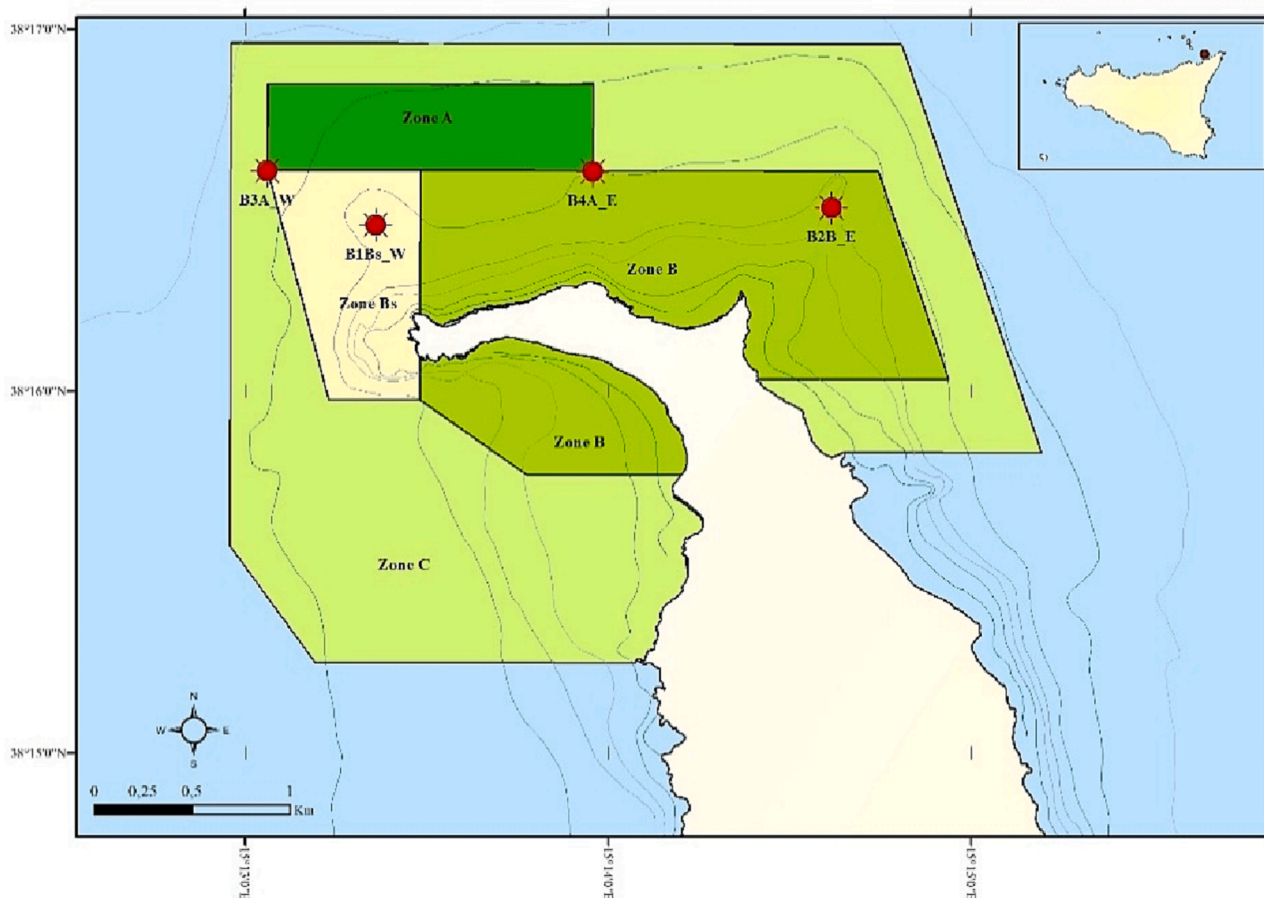 38°17'0"N
Zone A
B3A_W
B4A_E
B1Bs_W
B2B_E
Zone B
Zone Bs
38°16'0"N
Zone B
Zone C
N
W E
S
38°15'0"N
0 0,25 0,5 1
Km
15°13'0"E
15°14'0"E
15°15'0"E